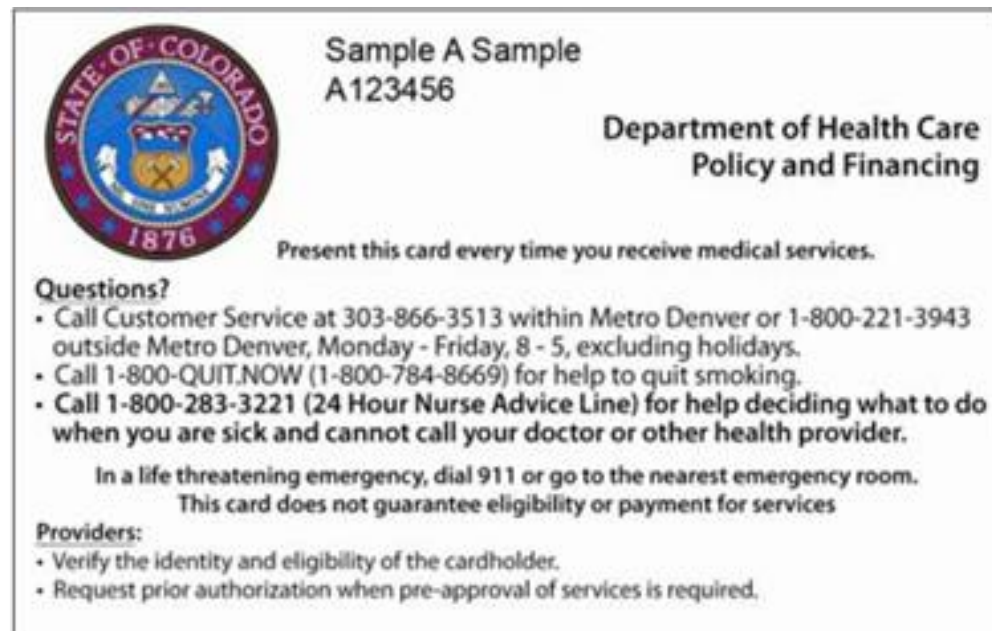 STATE·OF·COLORADO
NIL SINE NUMINE
1876
Sample A Sample
A123456
Department of Health Care
Policy and Financing
Present this card every time you receive medical services.
Questions?
• Call Customer Service at 303-866-3513 within Metro Denver or 1-800-221-3943
outside Metro Denver, Monday - Friday, 8 - 5, excluding holidays.
• Call 1-800-QUIT.NOW (1-800-784-8669) for help to quit smoking.
• Call 1-800-283-3221 (24 Hour Nurse Advice Line) for help deciding what to do
when you are sick and cannot call your doctor or other health provider.
In a life threatening emergency, dial 911 or go to the nearest emergency room.
This card does not guarantee eligibility or payment for services
Providers:
• Verify the identity and eligibility of the cardholder.
• Request prior authorization when pre-approval of services is required.